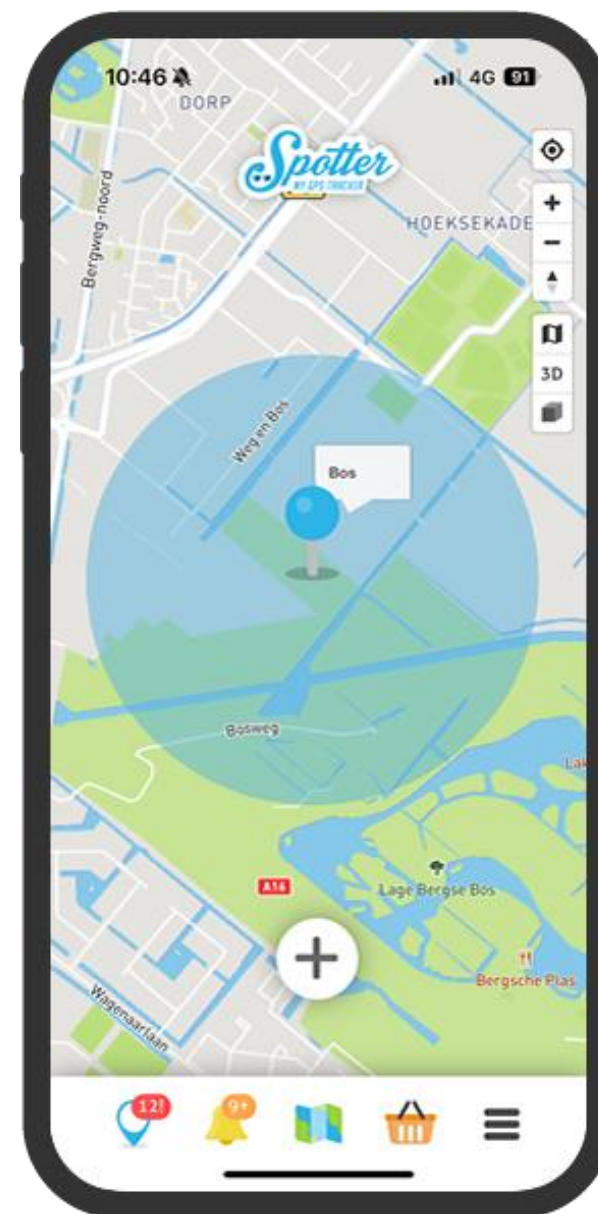 10:46
4G 91
DORP
Spotter
MY GPS TRACKER
Bergweg-noord
HOEKSEKADE
3D
Weg en Bos
Bos
Bosweg
Lak
A16
Lage Bergse Bos
Bergsche Plas
Wagenaarlaan
12!
9+